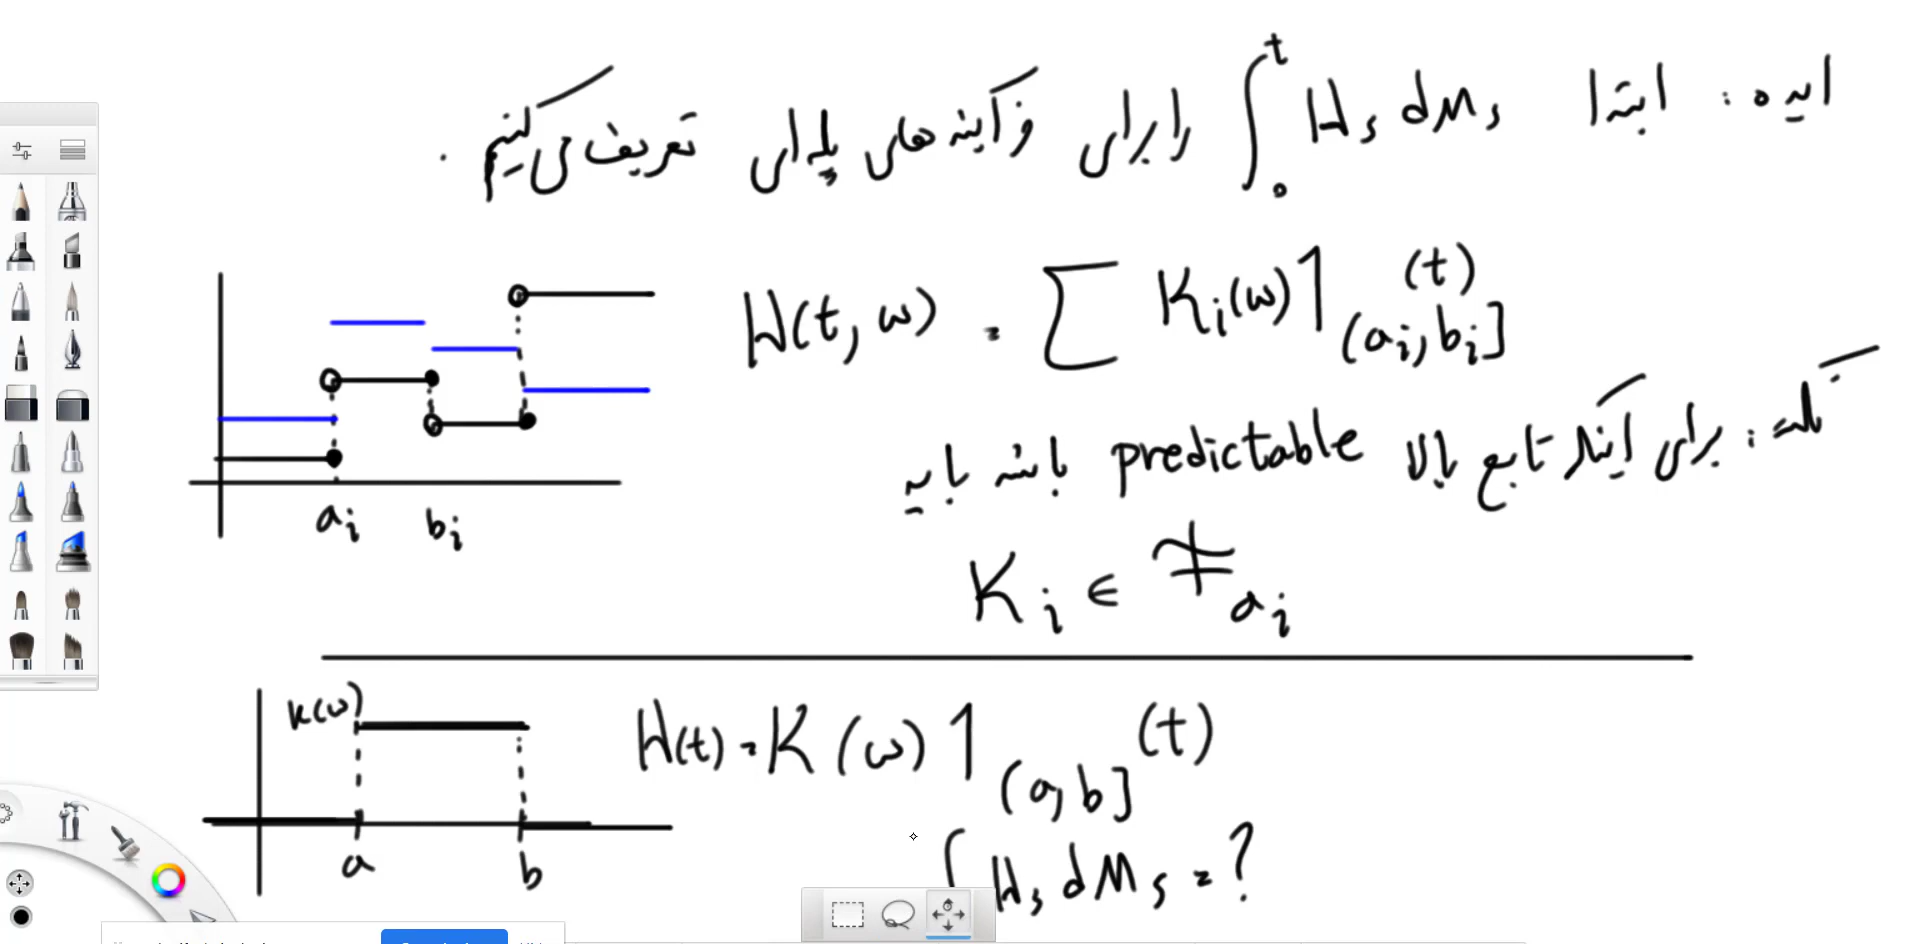 ایده: ابتدا ∫₀ᵗ H_s dM_s را برای فرآیندهای پله‌ای تعریف می‌کنیم.
H(t, ω) = Σ K_i(ω) 1_{(a_i, b_i]}(t)
نکته: برای آنکه تابع بالا predictable باشد باید
K_i ∈ ℱ_{a_i}
a_i b_i
K(ω)
H(t) = K(ω) 1_{(a, b]}(t)
a b
∫ H_s dM_s = ?